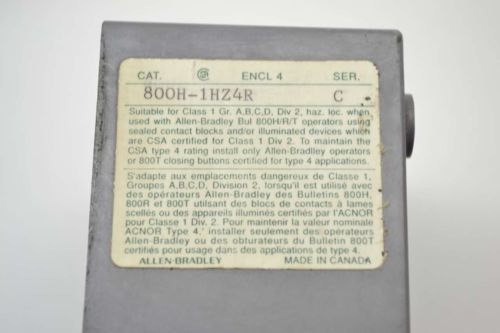 CAT. ENCL 4 SER.
800H-1HZ4R C
Suitable for Class 1 Gr. A,B,C,D, Div 2, haz. loc. when
used with Allen-Bradley Bul 800H/R/T operators using
sealed contact blocks and/or illuminated devices which
are CSA certified for Class 1 Div 2. To maintain the
CSA type 4 rating install only Allen-Bradley operators
or 800T closing buttons certified for type 4 applications.
S'adapte aux emplacements dangereux de Classe 1,
Groupes A,B,C,D, Division 2, lorsqu'il est utilisé avec
des opérateurs Allen-Bradley des Bulletins 800H,
800R et 800T utilisant des blocs de contacts à lames
scellés ou des appareils illuminés certifiés par l'ACNOR
pour Classe 1 Div 2. Pour maintenir la valeur nominale
ACNOR Type 4,' installer seulement des opérateurs
Allen-Bradley ou des obturateurs du Bulletin 800T
certifiés pour usage dans des applications de type 4.
ALLEN-BRADLEY MADE IN CANADA